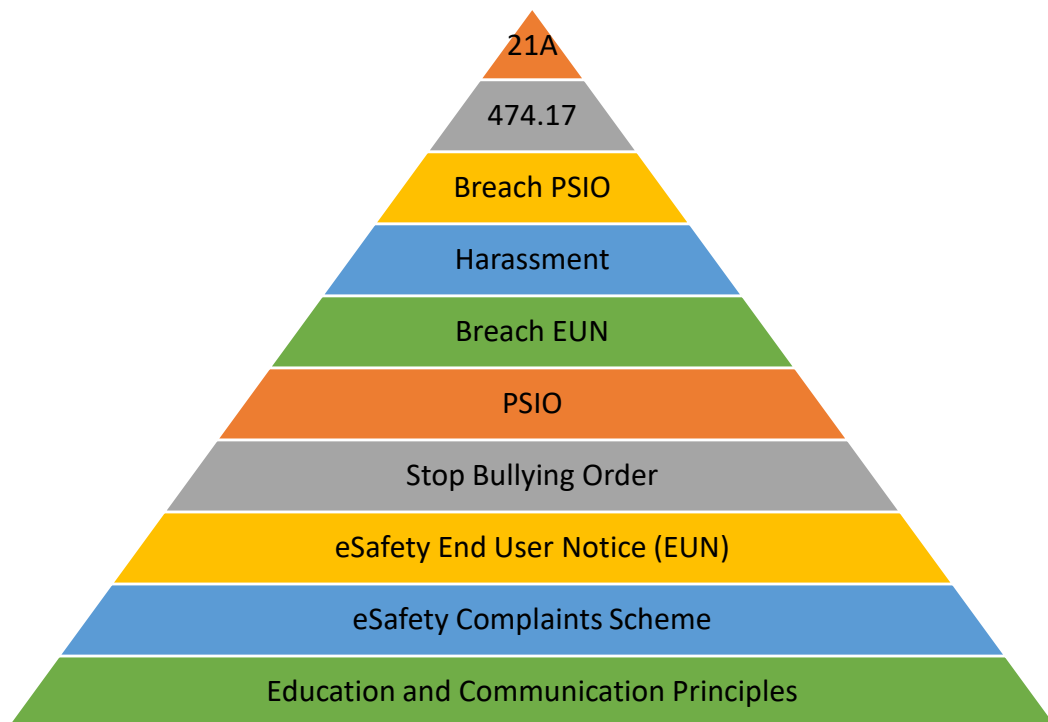 21A
474.17
Breach PSIO
Harassment
Breach EUN
PSIO
Stop Bullying Order
eSafety End User Notice (EUN)
eSafety Complaints Scheme
Education and Communication Principles